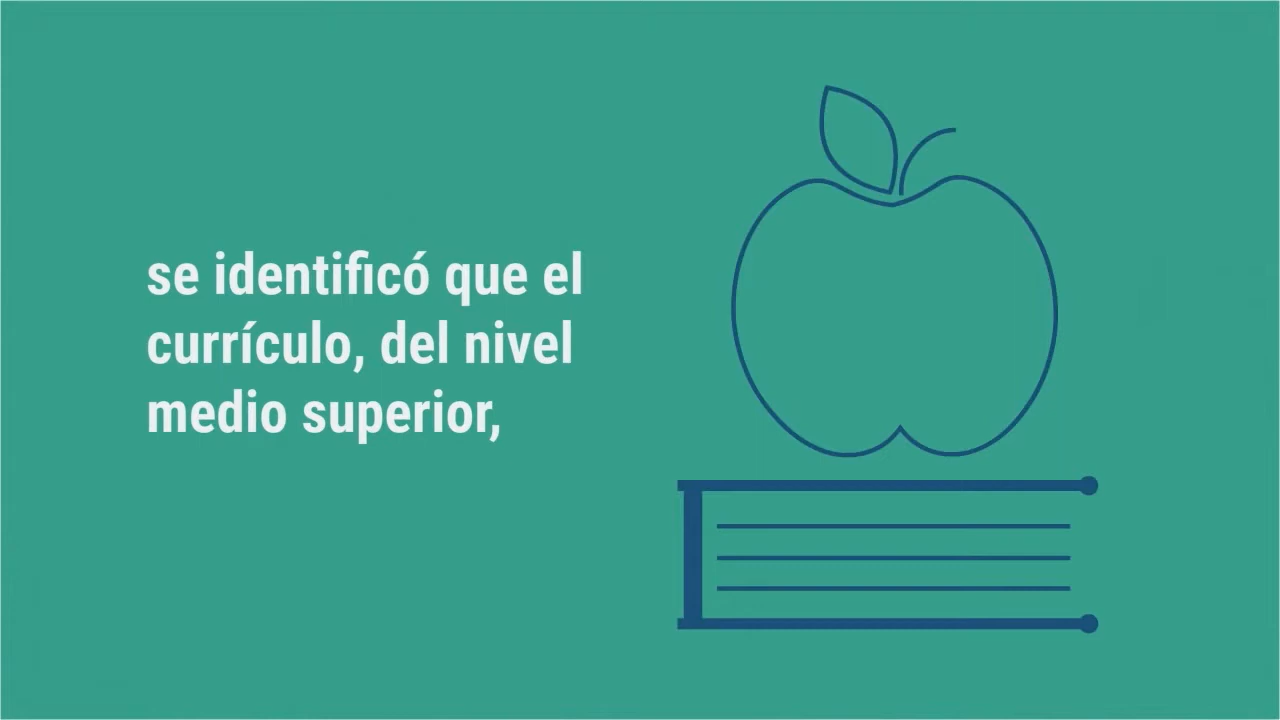 se identificó que el
currículo, del nivel
medio superior,